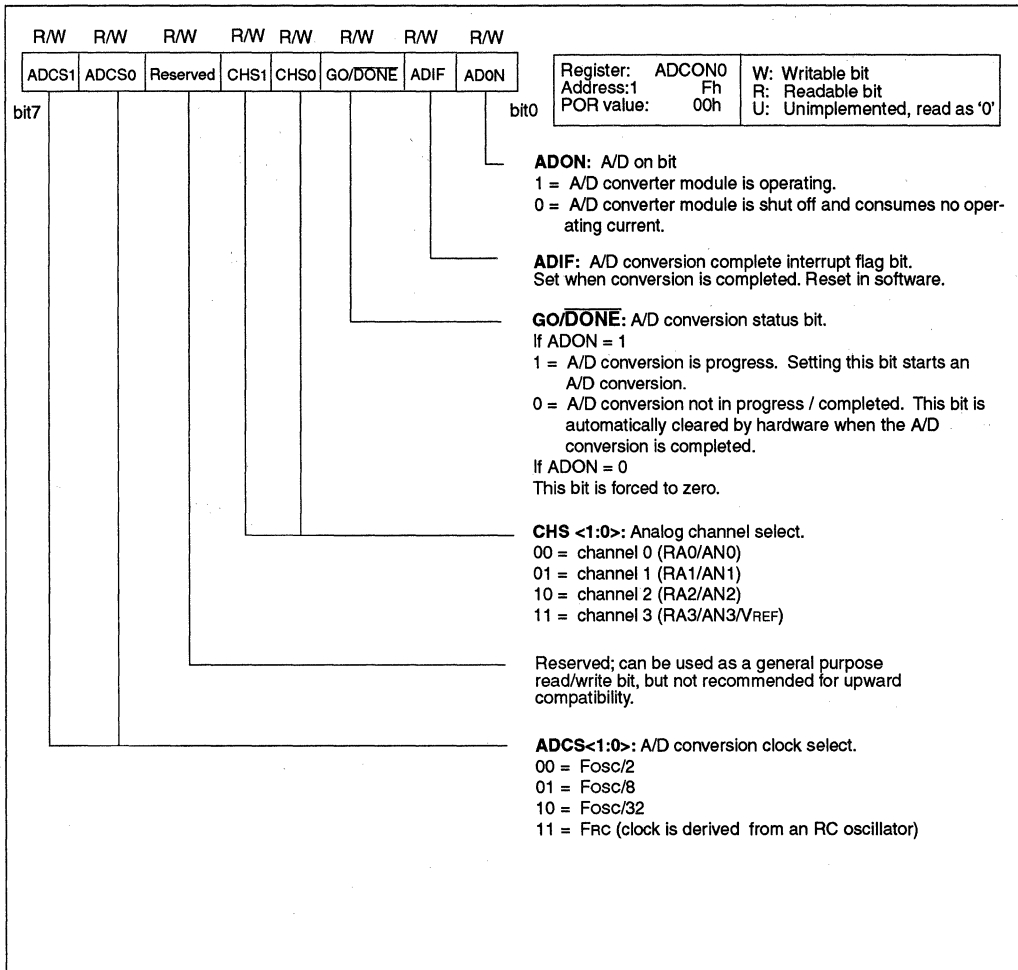 R/W R/W R/W R/W R/W R/W R/W R/W
ADCS1 ADCS0 Reserved CHS1 CHS0 GO/DONE ADIF ADON
bit7 bit0
Register: ADCON0
Address:1 Fh
POR value: 00h
W: Writable bit
R: Readable bit
U: Unimplemented, read as '0'
ADON: A/D on bit
1 = A/D converter module is operating.
0 = A/D converter module is shut off and consumes no oper-
ating current.
ADIF: A/D conversion complete interrupt flag bit.
Set when conversion is completed. Reset in software.
GO/DONE: A/D conversion status bit.
If ADON = 1
1 = A/D conversion is progress. Setting this bit starts an
A/D conversion.
0 = A/D conversion not in progress / completed. This bit is
automatically cleared by hardware when the A/D
conversion is completed.
If ADON = 0
This bit is forced to zero.
CHS <1:0>: Analog channel select.
00 = channel 0 (RA0/AN0)
01 = channel 1 (RA1/AN1)
10 = channel 2 (RA2/AN2)
11 = channel 3 (RA3/AN3/VREF)
Reserved; can be used as a general purpose
read/write bit, but not recommended for upward
compatibility.
ADCS<1:0>: A/D conversion clock select.
00 = FOSC/2
01 = FOSC/8
10 = FOSC/32
11 = FRC (clock is derived from an RC oscillator)